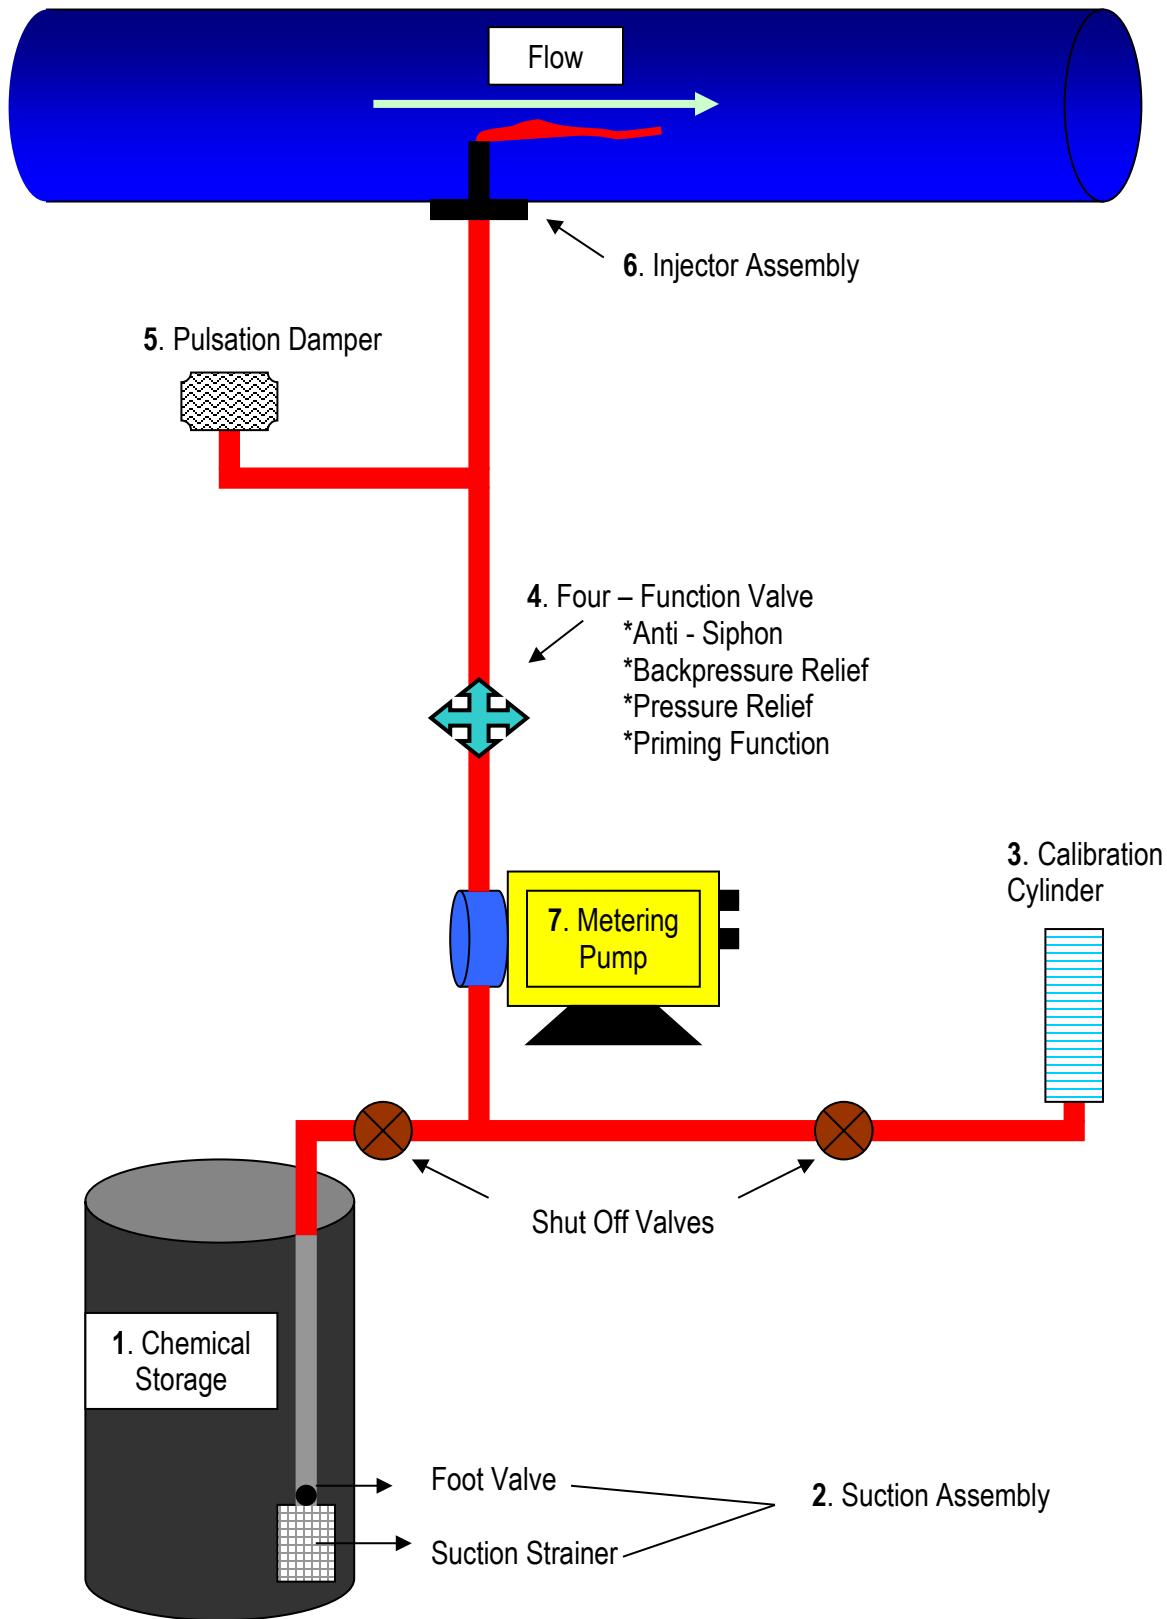 Flow
6. Injector Assembly
5. Pulsation Damper
4. Four – Function Valve
*Anti - Siphon
*Backpressure Relief
*Pressure Relief
*Priming Function
3. Calibration
Cylinder
7. Metering
Pump
Shut Off Valves
1. Chemical
Storage
Foot Valve
2. Suction Assembly
Suction Strainer